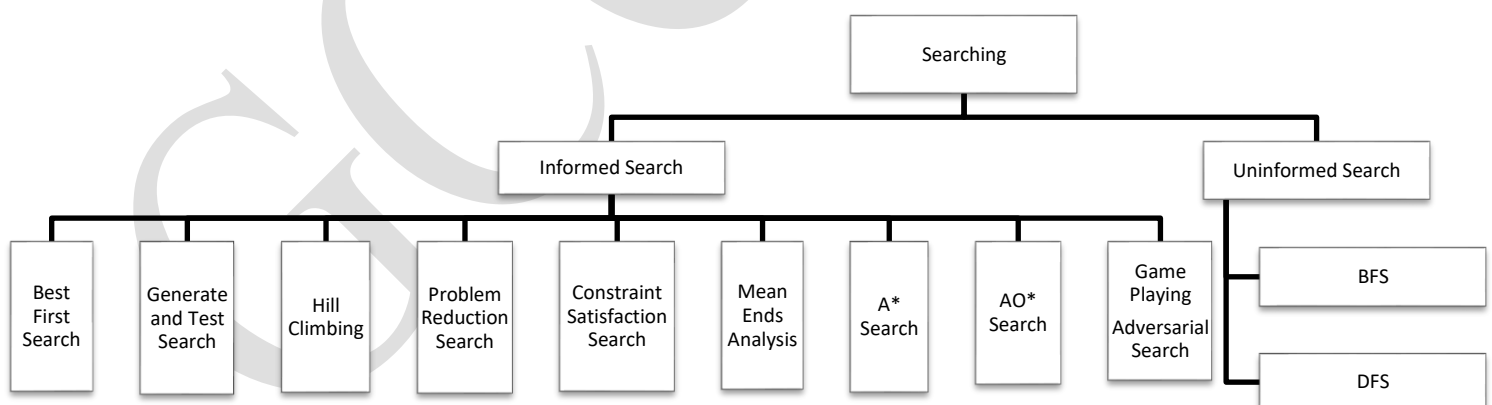 Searching
Informed Search
Uninformed Search
Best
First
Search
Generate
and Test
Search
Hill
Climbing
Problem
Reduction
Search
Constraint
Satisfaction
Search
Mean
Ends
Analysis
A*
Search
AO*
Search
Game
Playing
Adversarial
Search
BFS
DFS